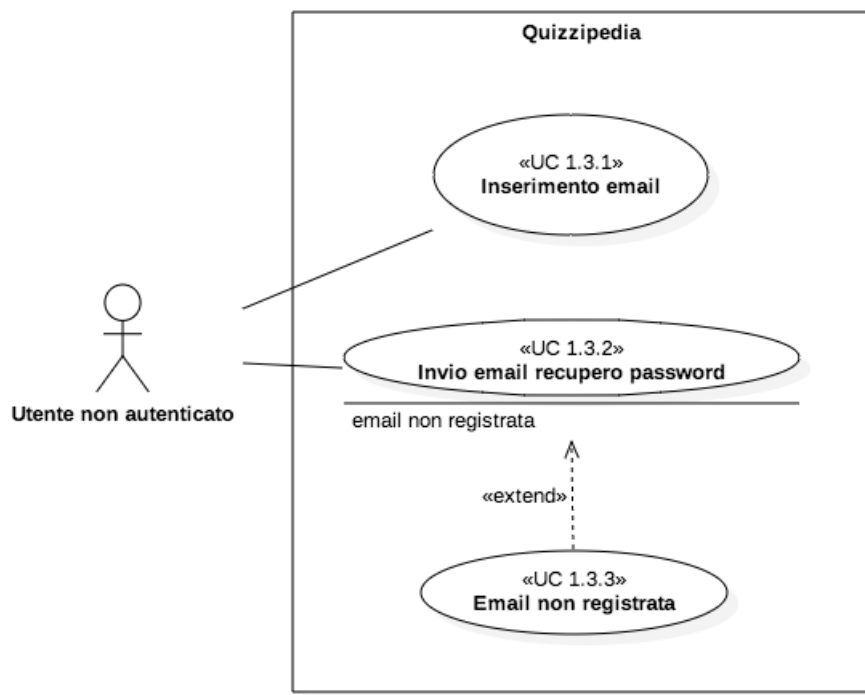 Quizzipedia
«UC 1.3.1»
Inserimento email
«UC 1.3.2»
Invio email recupero password
Utente non autenticato
email non registrata
«extend»
«UC 1.3.3»
Email non registrata